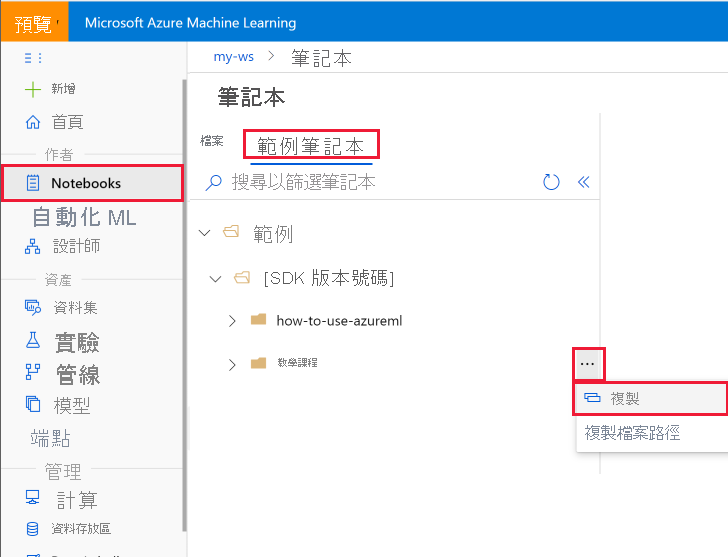 預覽
Microsoft Azure Machine Learning
新增
首頁
作者
Notebooks
自動化 ML
設計師
資產
資料集
實驗
管線
模型
端點
管理
計算
資料存放區
my-ws > 筆記本
筆記本
檔案 範例筆記本
搜尋以篩選筆記本
範例
[SDK 版本號碼]
how-to-use-azureml
教學課程
...
複製
複製檔案路徑